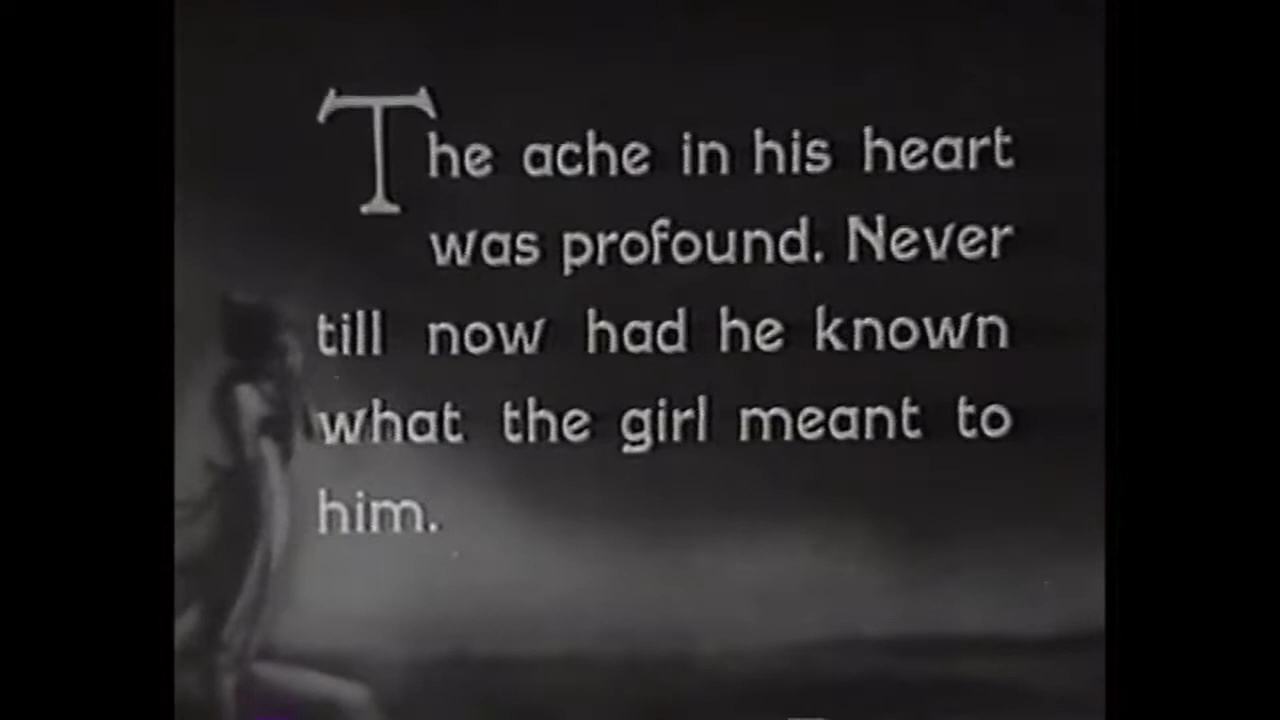 The ache in his heart
was profound. Never
till now had he known
what the girl meant to
him.